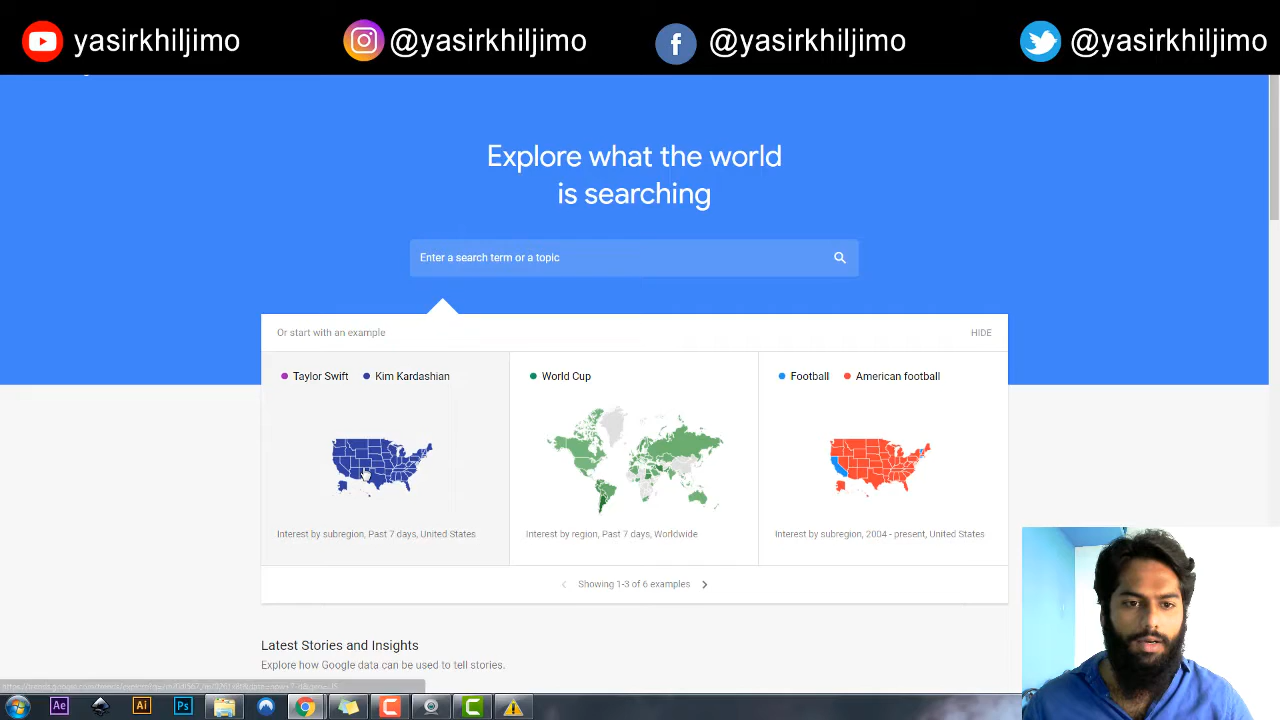 yasirkhiljimo @yasirkhiljimo @yasirkhiljimo @yasirkhiljimo
Explore what the world
is searching
Enter a search term or a topic
Or start with an example HIDE
Taylor Swift Kim Kardashian World Cup Football American football
Interest by subregion, Past 7 days, United States Interest by region, Past 7 days, Worldwide Interest by subregion, 2004 - present, United States
Showing 1-3 of 6 examples
Latest Stories and Insights
Explore how Google data can be used to tell stories.
Ae Ai Ps